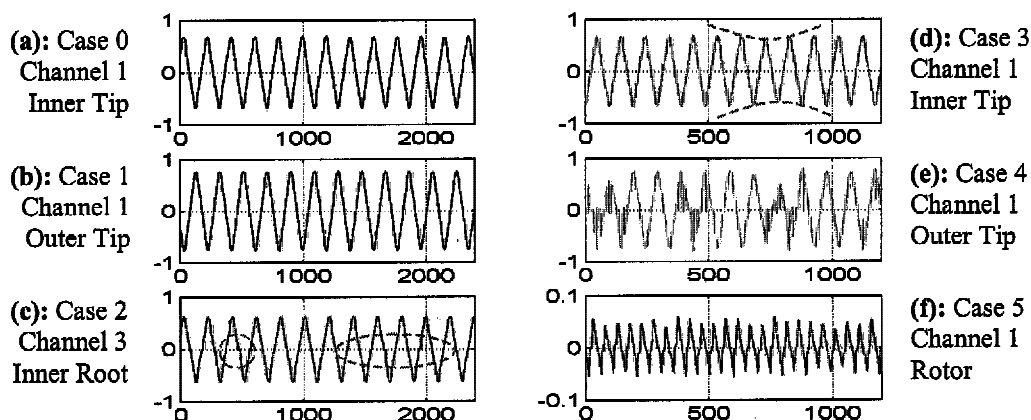 (a): Case 0
Channel 1
Inner Tip
1
0
-1
0 1000 2000
(b): Case 1
Channel 1
Outer Tip
1
0
-1
0 1000 2000
(c): Case 2
Channel 3
Inner Root
1
0
-1
0 1000 2000
(d): Case 3
Channel 1
Inner Tip
1
0
-1
0 500 1000
(e): Case 4
Channel 1
Outer Tip
1
0
-1
0 500 1000
(f): Case 5
Channel 1
Rotor
0.1
0
-0.1
0 500 1000